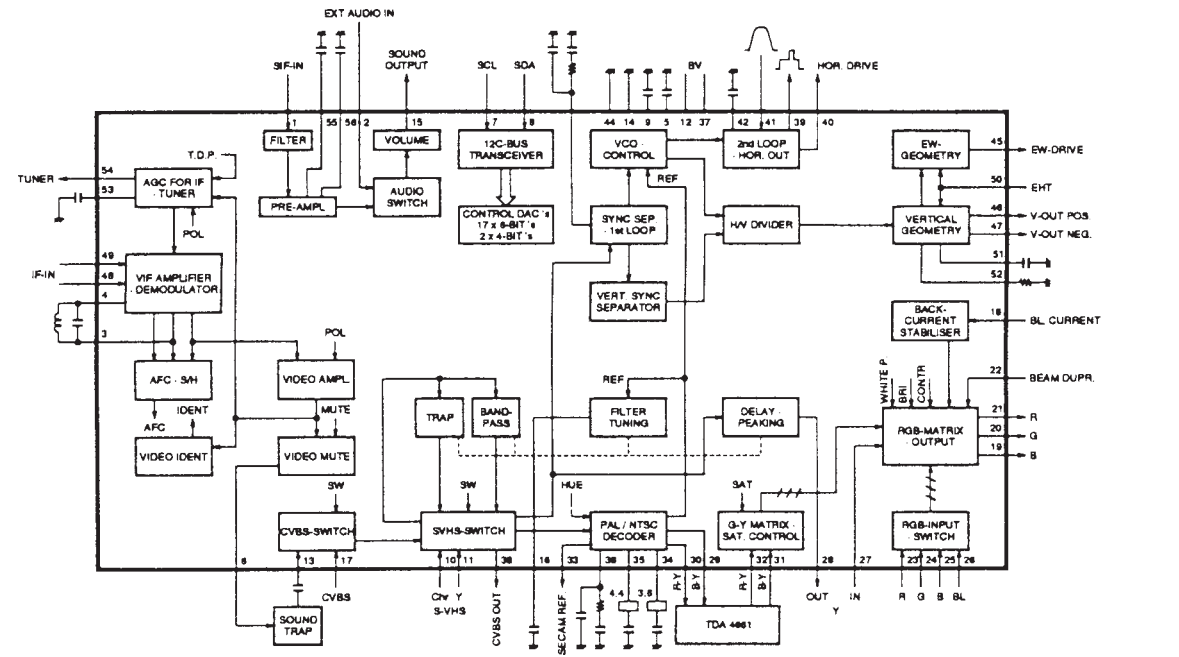 EXT AUDIO IN
SIF-IN
SOUND OUTPUT
SCL
SDA
8V
HOR. DRIVE
1
55
56
2
15
7
8
44
14
9
5
12
37
42
41
39
40
FILTER
VOLUME
I2C-BUS TRANSCEIVER
VCO - CONTROL
2nd LOOP - HOR. OUT
EW-GEOMETRY
45
EW-DRIVE
T.D.P.
TUNER
54
53
AGC FOR IF - TUNER
POL
PRE-AMPL
AUDIO SWITCH
CONTROL DAC's
17 x 6-BIT's
2 x 4-BIT's
REF
SYNC SEP. - 1st LOOP
H/V DIVIDER
VERTICAL GEOMETRY
50
EHT
46
V-OUT POS.
47
V-OUT NEG.
51
52
IF-IN
49
48
4
3
VIF AMPLIFIER - DEMODULATOR
VERT. SYNC SEPARATOR
BACK-CURRENT STABILISER
18
BL. CURRENT
POL
AFC - S/H
VIDEO AMPL.
REF
WHITE P.
BRI
CONTR
22
BEAM DUPR.
AFC
IDENT
MUTE
TRAP
BAND-PASS
FILTER TUNING
DELAY - PEAKING
RGB-MATRIX - OUTPUT
21
R
20
G
19
B
VIDEO IDENT
VIDEO MUTE
SW
SW
HUE
SAT
CVBS-SWITCH
SVHS-SWITCH
PAL / NTSC DECODER
G-Y MATRIX - SAT. CONTROL
RGB-INPUT - SWITCH
6
13
17
10
11
38
16
33
36
35
34
30
29
32
31
28
27
23
24
25
26
CVBS
Chr Y
S-VHS
CVBS OUT
SECAM REF.
4.4
3.6
R-Y
B-Y
R-Y
B-Y
OUT IN
Y
R
G
B
BL
SOUND TRAP
TDA 4661